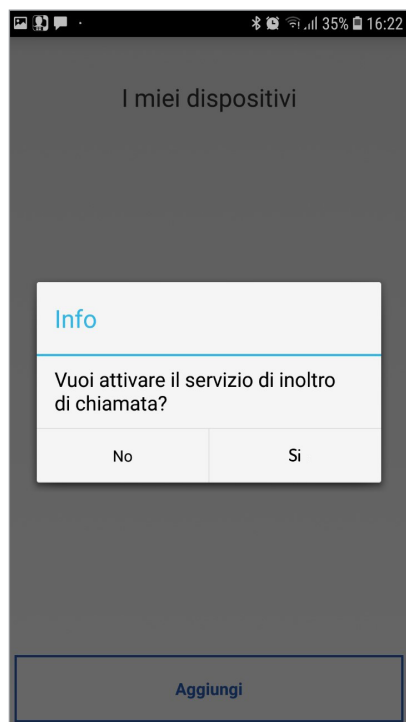 35% 16:22
I miei dispositivi
Info
Vuoi attivare il servizio di inoltro
di chiamata?
No Si
Aggiungi